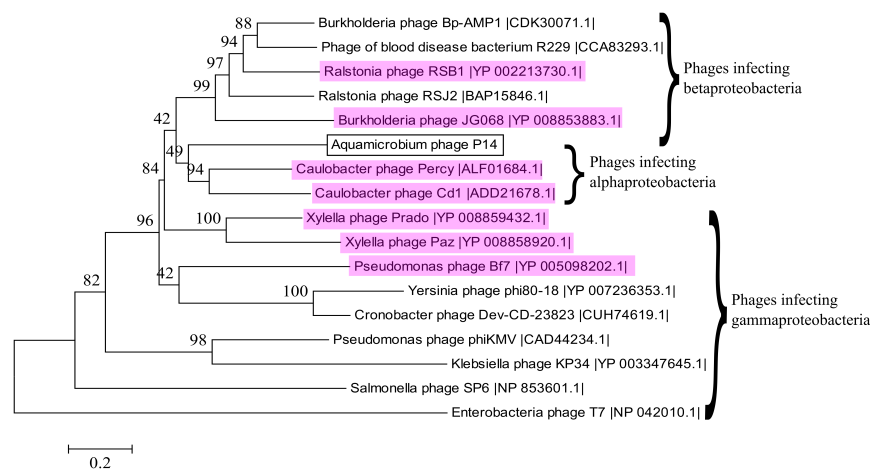 88
Burkholderia phage Bp-AMP1 |CDK30071.1|
94
Phage of blood disease bacterium R229 |CCA83293.1|
97
Ralstonia phage RSB1 |YP 002213730.1|
99
Ralstonia phage RSJ2 |BAP15846.1|
Burkholderia phage JG068 |YP 008853883.1|
Phages infecting
betaproteobacteria
42
49
Aquamicrobium phage P14
94
Caulobacter phage Percy |ALF01684.1|
Caulobacter phage Cd1 |ADD21678.1|
Phages infecting
alphaproteobacteria
84
96
100
Xylella phage Prado |YP 008859432.1|
Xylella phage Paz |YP 008858920.1|
42
Pseudomonas phage Bf7 |YP 005098202.1|
82
100
Yersinia phage phi80-18 |YP 007236353.1|
Cronobacter phage Dev-CD-23823 |CUH74619.1|
98
Pseudomonas phage phiKMV |CAD44234.1|
Klebsiella phage KP34 |YP 003347645.1|
Salmonella phage SP6 |NP 853601.1|
Enterobacteria phage T7 |NP 042010.1|
Phages infecting
gammaproteobacteria
0.2